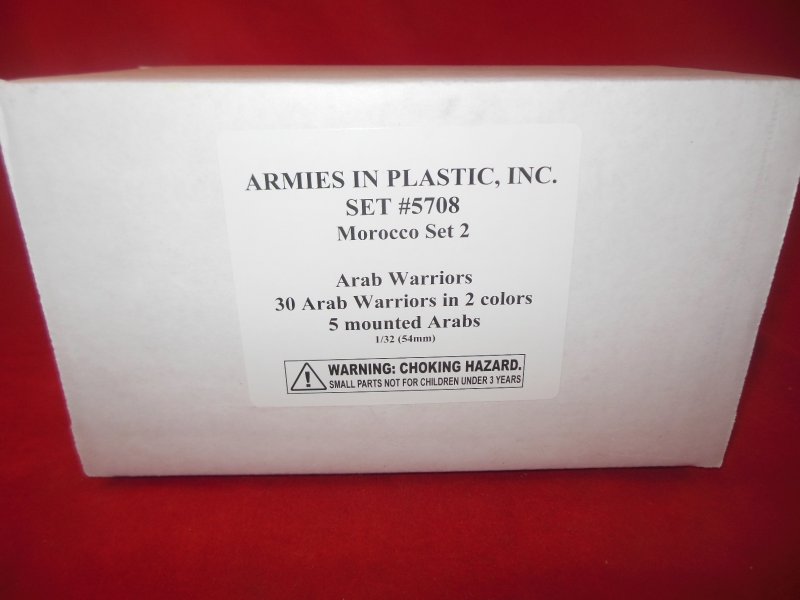 ARMIES IN PLASTIC, INC.
SET #5708
Morocco Set 2
Arab Warriors
30 Arab Warriors in 2 colors
5 mounted Arabs
1/32 (54mm)
WARNING: CHOKING HAZARD.
SMALL PARTS NOT FOR CHILDREN UNDER 3 YEARS